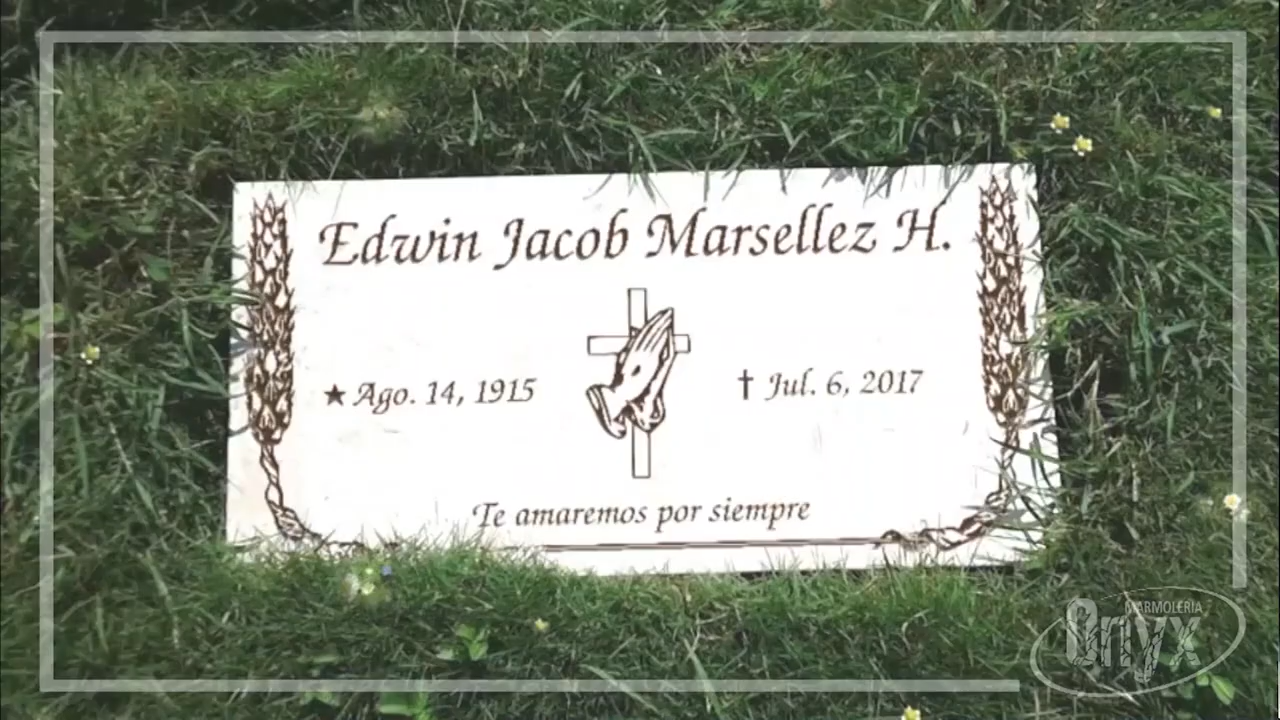 Edwin Jacob Marsellez H.
★ Ago. 14, 1915
✝ Jul. 6, 2017
Te amaremos por siempre
MARMOLERIA
Onyx